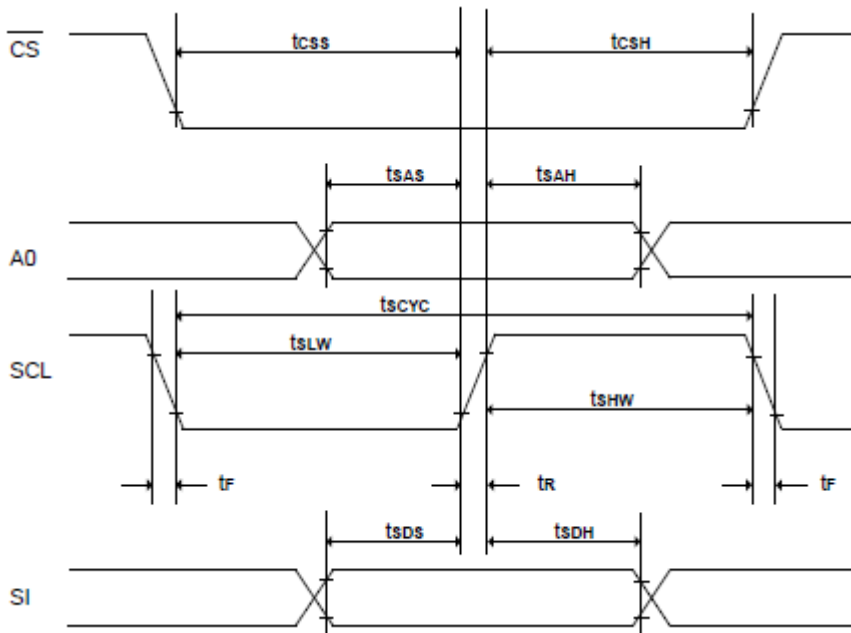 CS
tCSS
tCSH
tSAS
tSAH
A0
tSCYC
tSLW
SCL
tSHW
tF
tR
tF
tSDS
tSDH
SI